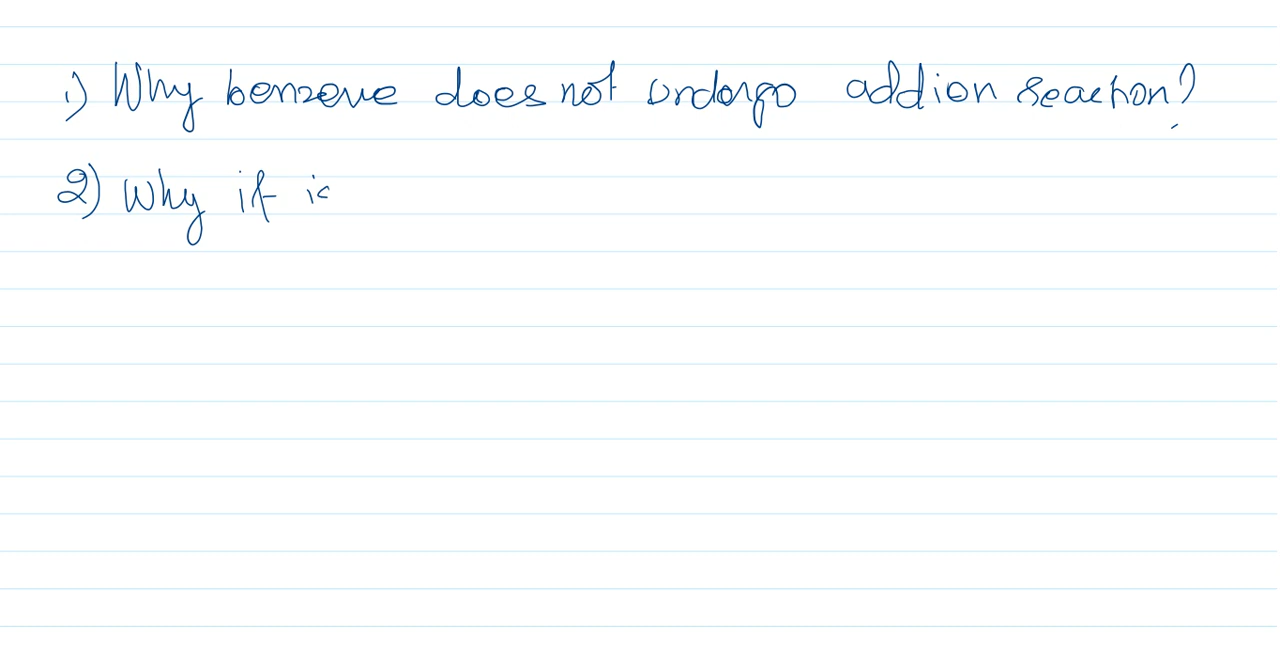 1) Why benzene does not undergo addion reaction?
2) Why it is